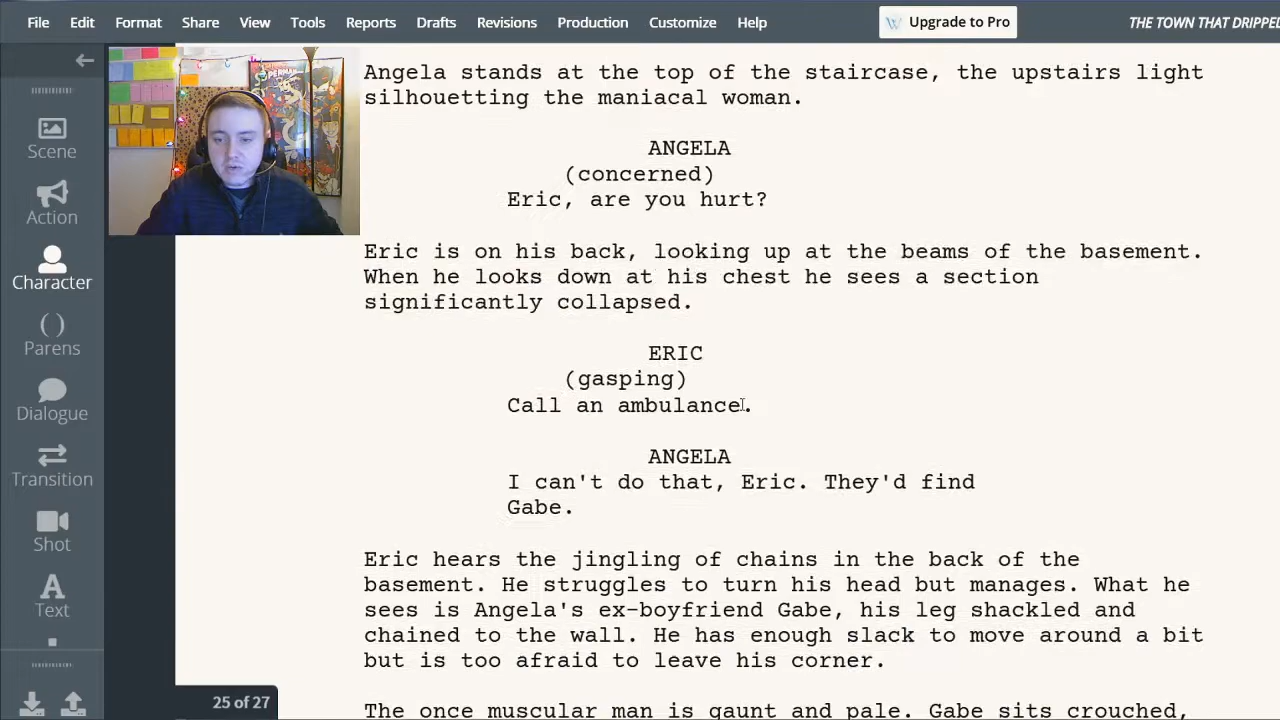 File Edit Format Share View Tools Reports Drafts Revisions Production Customize Help Upgrade to Pro THE TOWN THAT DRIPPED
Scene
Action
Character
Parens
Dialogue
Transition
Shot
Text
Angela stands at the top of the staircase, the upstairs light
silhouetting the maniacal woman.
ANGELA
(concerned)
Eric, are you hurt?
Eric is on his back, looking up at the beams of the basement.
When he looks down at his chest he sees a section
significantly collapsed.
ERIC
(gasping)
Call an ambulance.
ANGELA
I can't do that, Eric. They'd find
Gabe.
Eric hears the jingling of chains in the back of the
basement. He struggles to turn his head but manages. What he
sees is Angela's ex-boyfriend Gabe, his leg shackled and
chained to the wall. He has enough slack to move around a bit
but is too afraid to leave his corner.
The once muscular man is gaunt and pale. Gabe sits crouched,
25 of 27